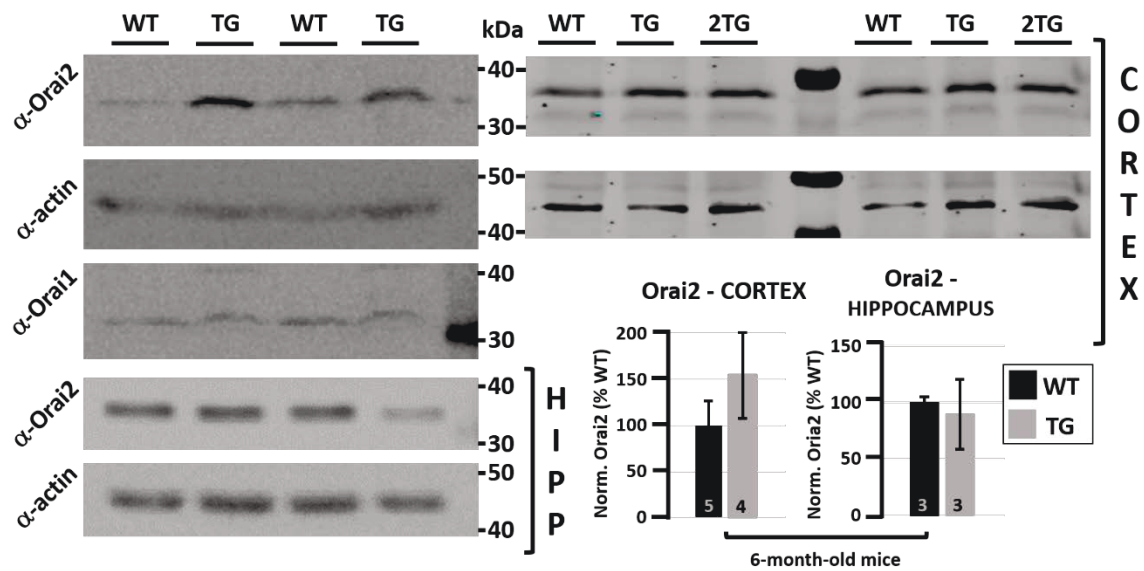 WT TG WT TG kDa WT TG 2TG WT TG 2TG
α-Orai2
40
30
α-actin
50
40
α-Orai1
40
30
α-Orai2
40
30
α-actin
50
40
HIPP
CORTEX
Orai2 - CORTEX
Norm. Orai2 (% WT)
200
150
100
50
0
5 4
Orai2 -
HIPPOCAMPUS
Norm. Oria2 (% WT)
150
100
50
0
3 3
WT
TG
6-month-old mice